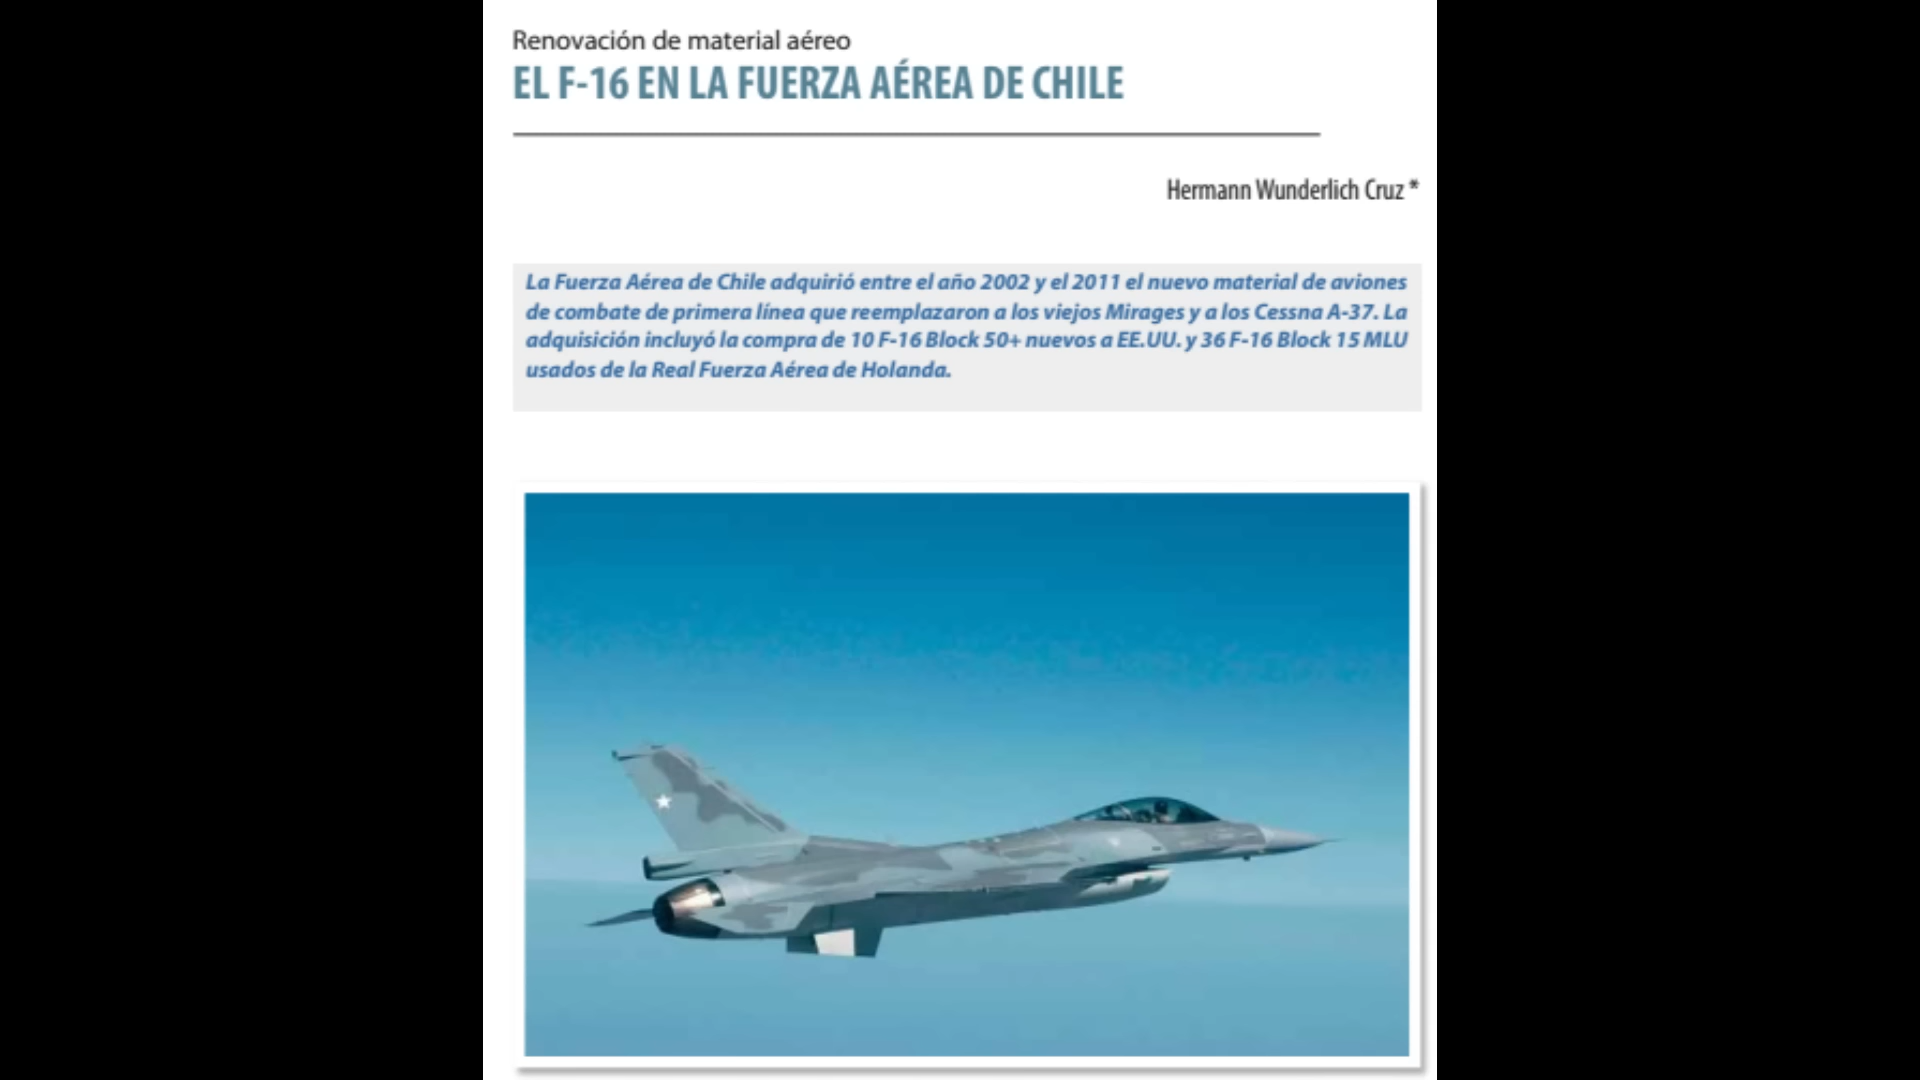 Renovación de material aéreo
EL F-16 EN LA FUERZA AÉREA DE CHILE
Hermann Wunderlich Cruz *
La Fuerza Aérea de Chile adquirió entre el año 2002 y el 2011 el nuevo material de aviones
de combate de primera línea que reemplazaron a los viejos Mirages y a los Cessna A-37. La
adquisición incluyó la compra de 10 F-16 Block 50+ nuevos a EE.UU. y 36 F-16 Block 15 MLU
usados de la Real Fuerza Aérea de Holanda.